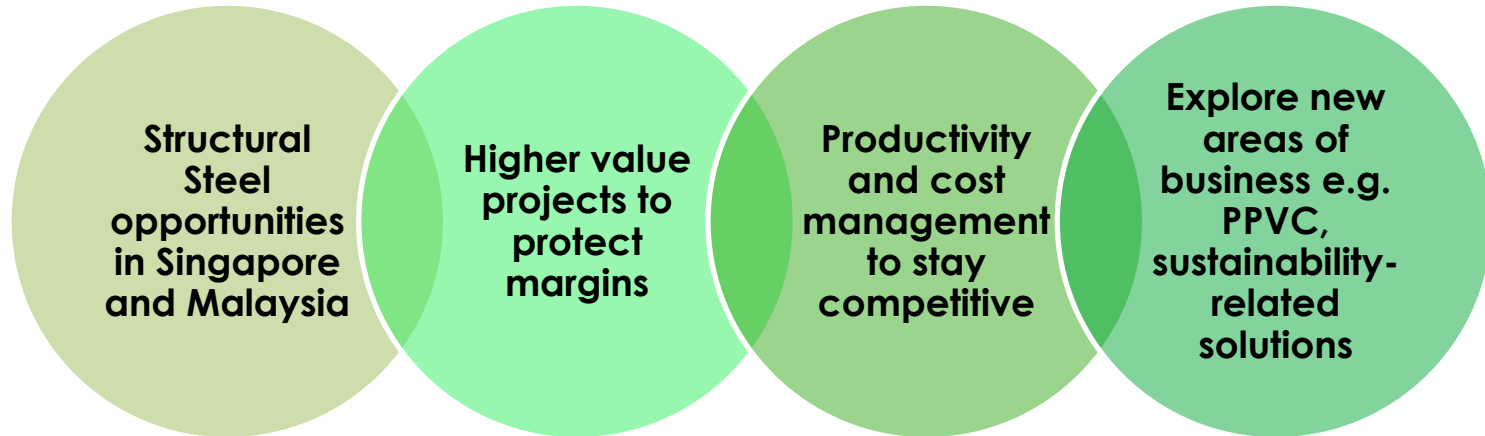 Structural
Steel
opportunities
in Singapore
and Malaysia
Higher value
projects to
protect
margins
Productivity
and cost
management
to stay
competitive
Explore new
areas of
business e.g.
PPVC,
sustainability-
related
solutions